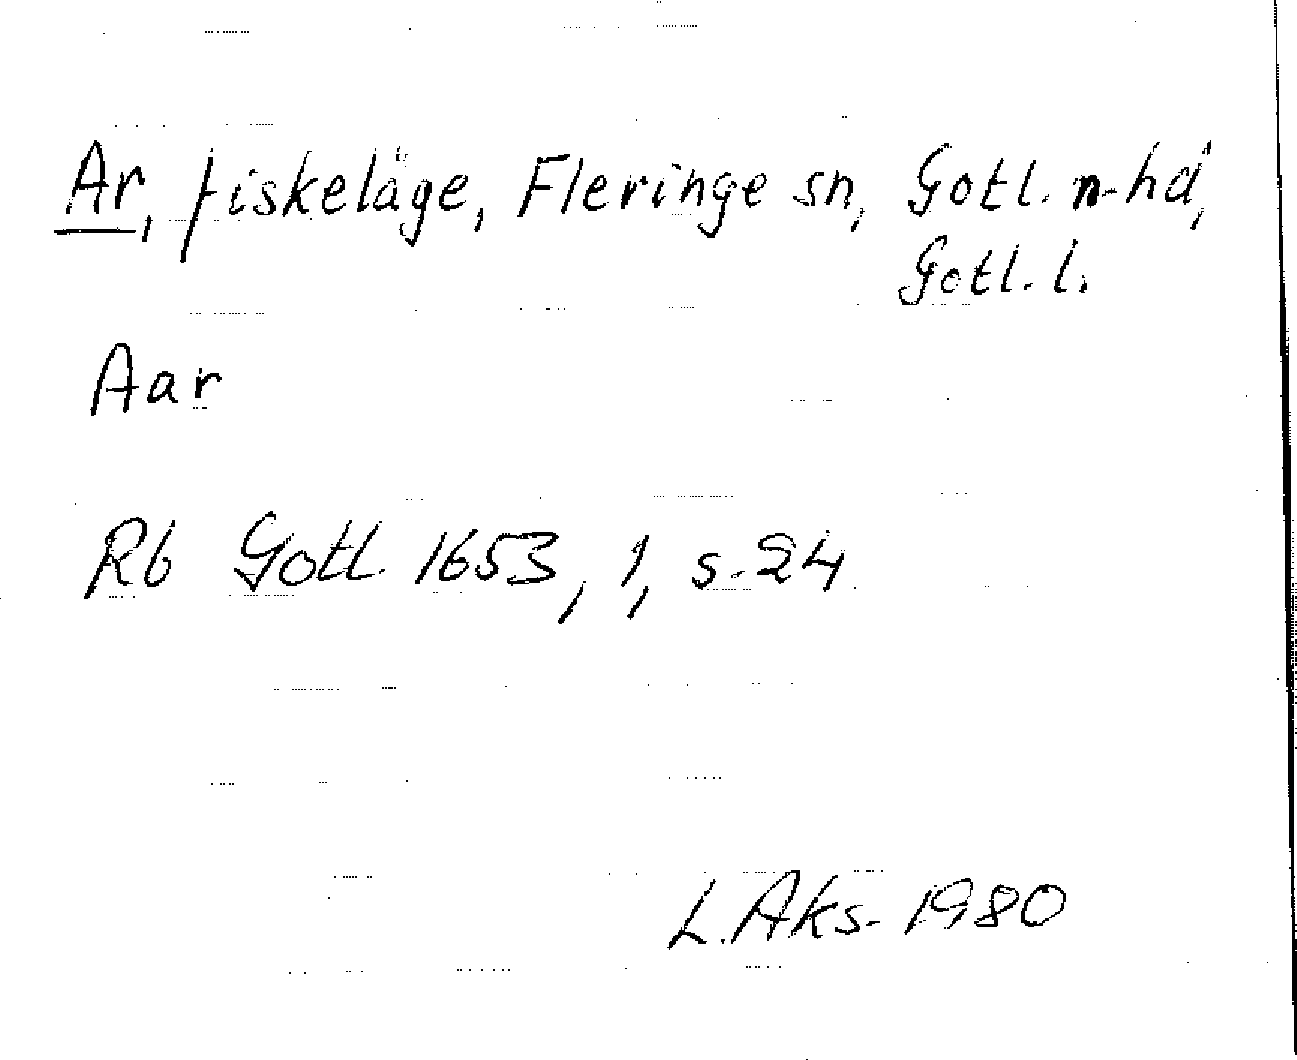 Ar, fiskeläge, Fleringe sn, Gotl. n-hd,
Gotl. l.
Aar
Rb Gotl. 1653, 1, s. 24
L. Aks. 1980